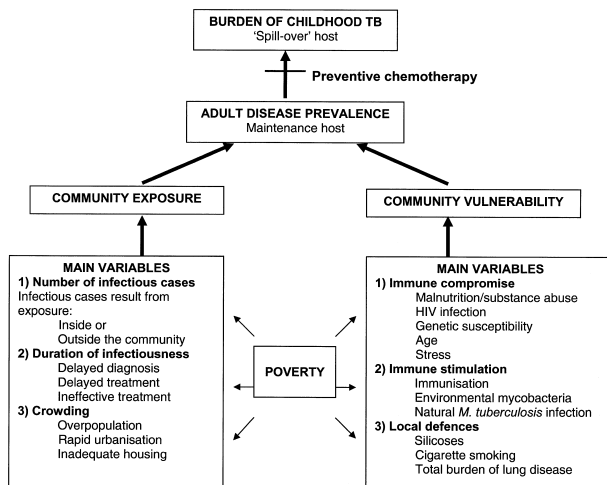 BURDEN OF CHILDHOOD TB
'Spill-over' host
Preventive chemotherapy
ADULT DISEASE PREVALENCE
Maintenance host
COMMUNITY EXPOSURE
COMMUNITY VULNERABILITY
MAIN VARIABLES
1) Number of infectious cases
Infectious cases result from
exposure:
Inside or
Outside the community
2) Duration of infectiousness
Delayed diagnosis
Delayed treatment
Ineffective treatment
3) Crowding
Overpopulation
Rapid urbanisation
Inadequate housing
POVERTY
MAIN VARIABLES
1) Immune compromise
Malnutrition/substance abuse
HIV infection
Genetic susceptibility
Age
Stress
2) Immune stimulation
Immunisation
Environmental mycobacteria
Natural M. tuberculosis infection
3) Local defences
Silicoses
Cigarette smoking
Total burden of lung disease